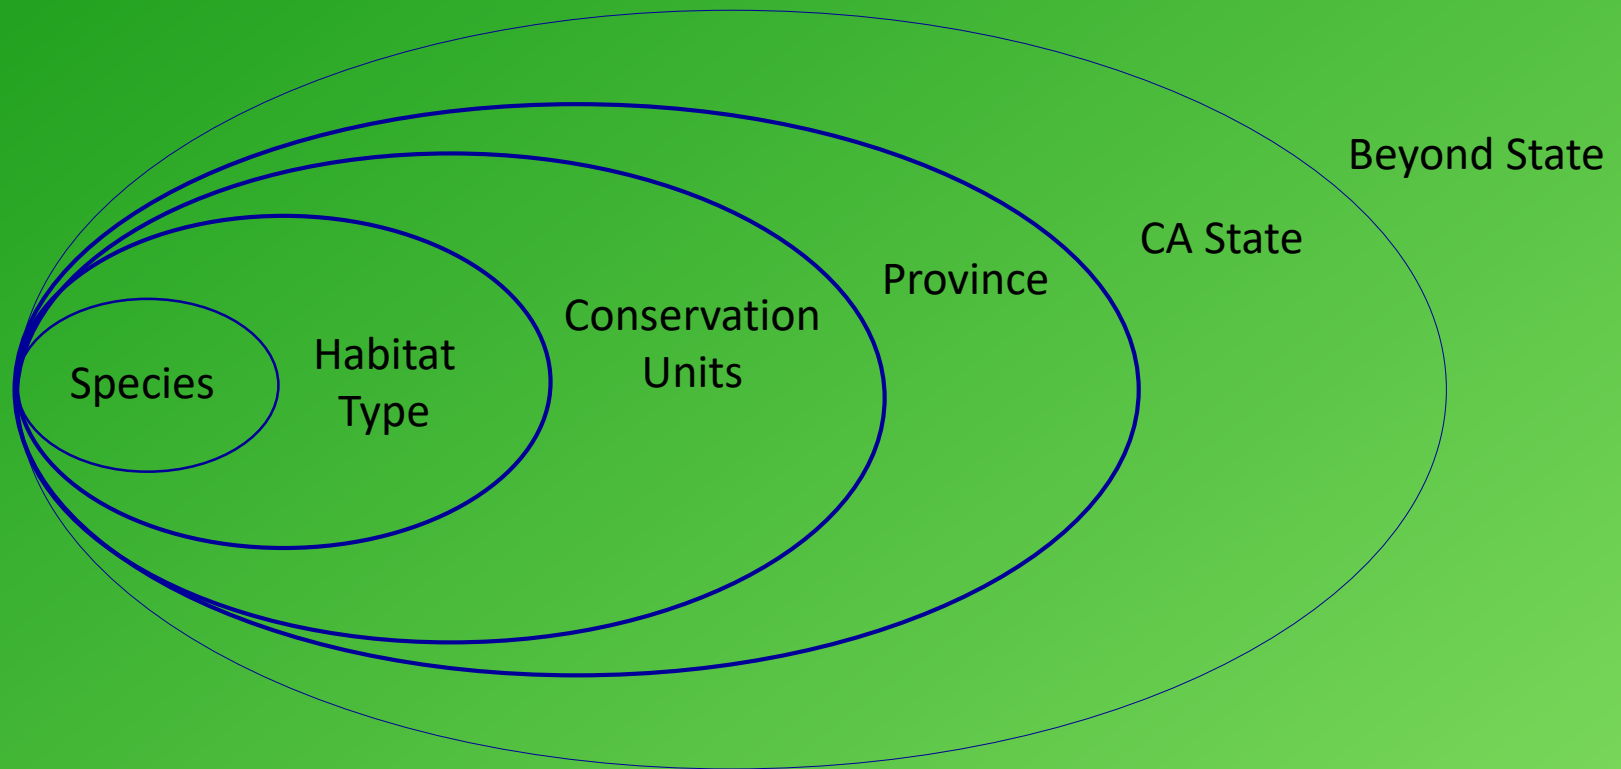 Species
Habitat
Type
Conservation
Units
Province
CA State
Beyond State